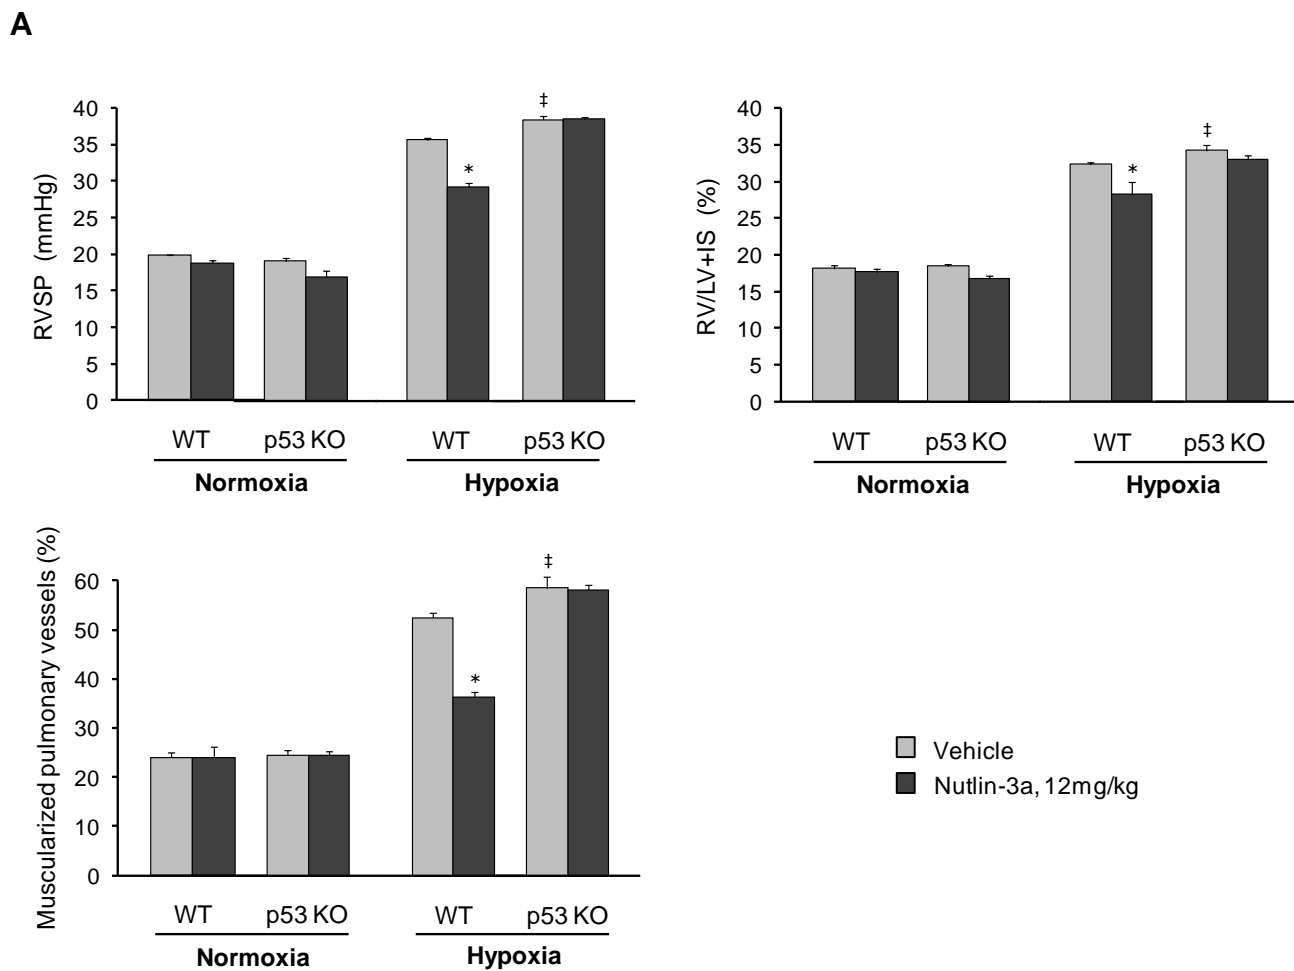 A
RVSP (mmHg)
40
35
30
25
20
15
10
5
0
*
‡
WT
p53 KO
WT
p53 KO
Normoxia
Hypoxia
RV/LV+IS (%)
40
35
30
25
20
15
10
5
0
*
‡
WT
p53 KO
WT
p53 KO
Normoxia
Hypoxia
Muscularized pulmonary vessels (%)
60
50
40
30
20
10
0
*
‡
WT
p53 KO
WT
p53 KO
Normoxia
Hypoxia
Vehicle
Nutlin-3a, 12mg/kg